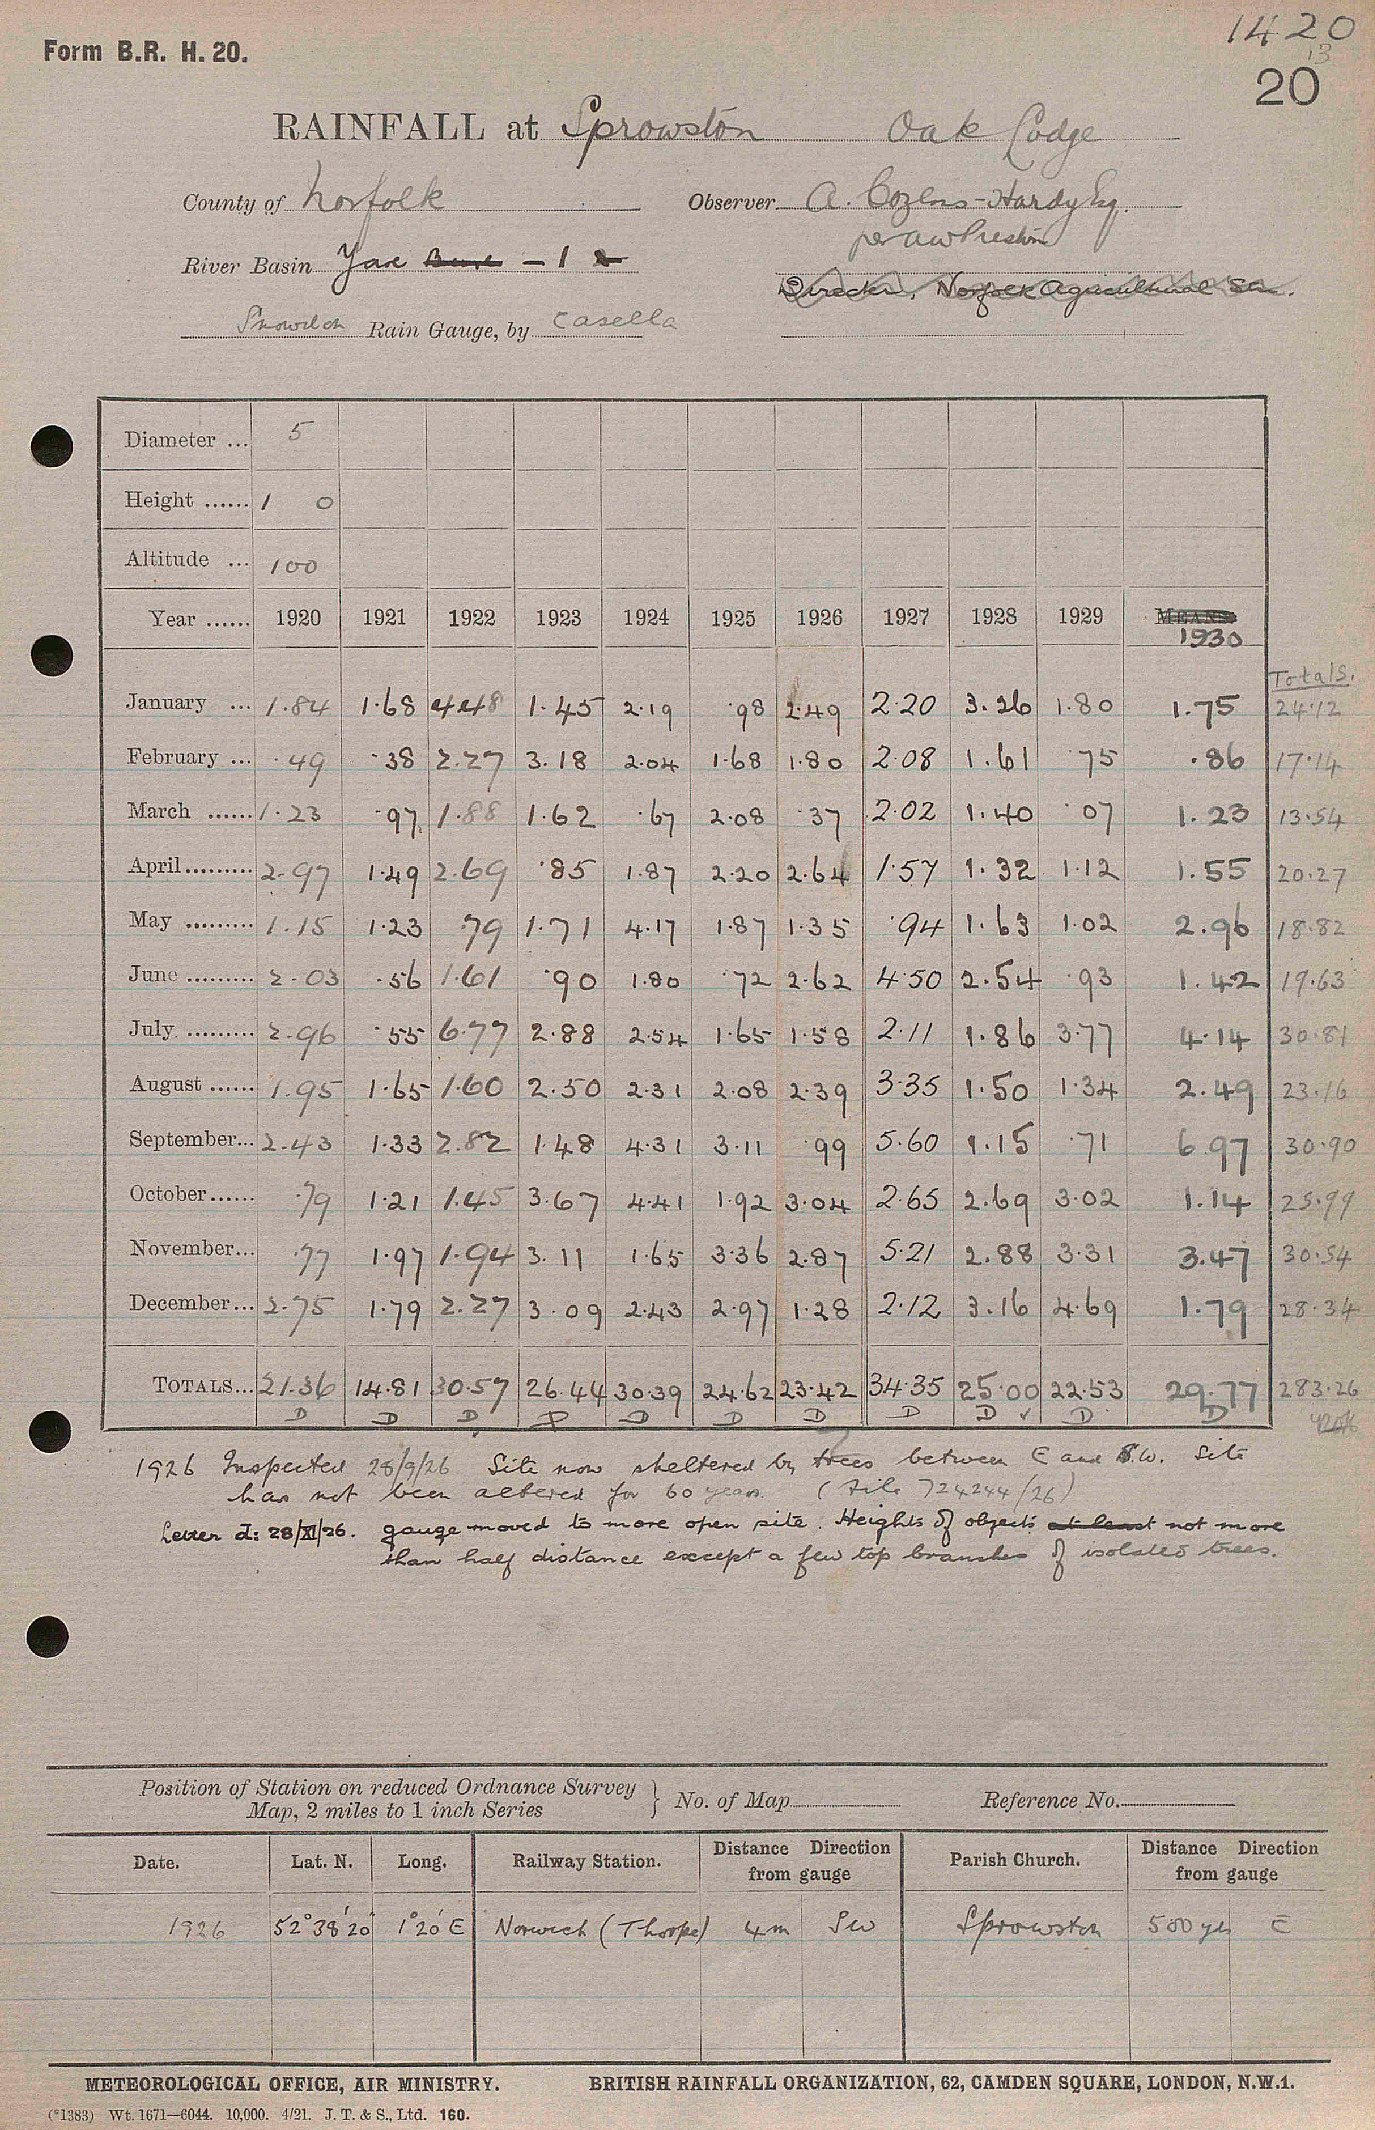 1420
13
Form B.R. H. 20.
20
RAINFALL at Sprowston Oak Lodge
County of Norfolk Observer A. Cozens-Hardy Esq.
per A W Preston
River Basin Yare Bure – 1
Director, Norfolk Agricultural Stn.
Snowdon Rain Gauge, by Casella
Diameter ... 5
Height ...... 1 0
Altitude ... 100
Year ...... 1920 1921 1922 1923 1924 1925 1926 1927 1928 1929 MEANS.
1930
Totals.
January ... 1.84 1.68 4.48 1.45 2.19 .98 2.49 2.20 3.26 1.80 1.75 24.12
February ... .49 .38 2.27 3.18 2.04 1.68 1.80 2.08 1.61 .75 .86 17.14
March ...... 1.23 .97 1.88 1.62 .67 2.08 .37 2.02 1.40 .07 1.23 13.54
April ......... 2.97 1.49 2.69 .85 1.87 2.20 2.64 1.57 1.32 1.12 1.55 20.27
May ......... 1.15 1.23 .79 1.71 4.17 1.87 1.35 .94 1.63 1.02 2.96 18.82
June ......... 2.03 .56 1.61 .90 1.80 .72 2.62 4.50 2.54 .93 1.42 19.63
July ......... 2.96 .55 6.77 2.88 2.54 1.65 1.58 2.11 1.86 3.77 4.14 30.81
August ...... 1.95 1.65 1.60 2.50 2.31 2.08 2.39 3.35 1.50 1.34 2.49 23.16
September... 2.43 1.33 2.82 1.48 4.31 3.11 .99 5.60 1.15 .71 6.97 30.90
October...... .79 1.21 1.45 3.67 4.41 1.92 3.04 2.65 2.69 3.02 1.14 25.99
November... .77 1.97 1.94 3.11 1.65 3.36 2.87 5.21 2.88 3.31 3.47 30.54
December... 2.75 1.79 2.27 3.09 2.43 2.97 1.28 2.12 3.16 4.69 1.79 28.34
TOTALS... 21.36 14.81 30.57 26.44 30.39 24.62 23.42 34.35 25.00 22.53 29.77 283.26
D D D D D D D D D ✓ D D
1926 Inspected 28/9/26 Site now sheltered by trees between E and S.W. Site
has not been altered for 60 years. (File 724244/26)
Letter d: 28/XI/26. gauge moved to more open site. Heights of objects at least not more
than half distance except a few top branches of isolated trees.
Position of Station on reduced Ordnance Survey
Map, 2 miles to 1 inch Series } No. of Map Reference No.
Date. Lat. N. Long. Railway Station. Distance Direction from gauge Parish Church. Distance Direction from gauge
1926 52° 38' 20" 1° 20' E Norwich (Thorpe) 4 m SW Sprowston 500 yds E
METEOROLOGICAL OFFICE, AIR MINISTRY. BRITISH RAINFALL ORGANIZATION, 62, CAMDEN SQUARE, LONDON, N.W.1.
(*1383) Wt. 1671—6044. 10,000. 4/21. J. T. & S., Ltd. 160.